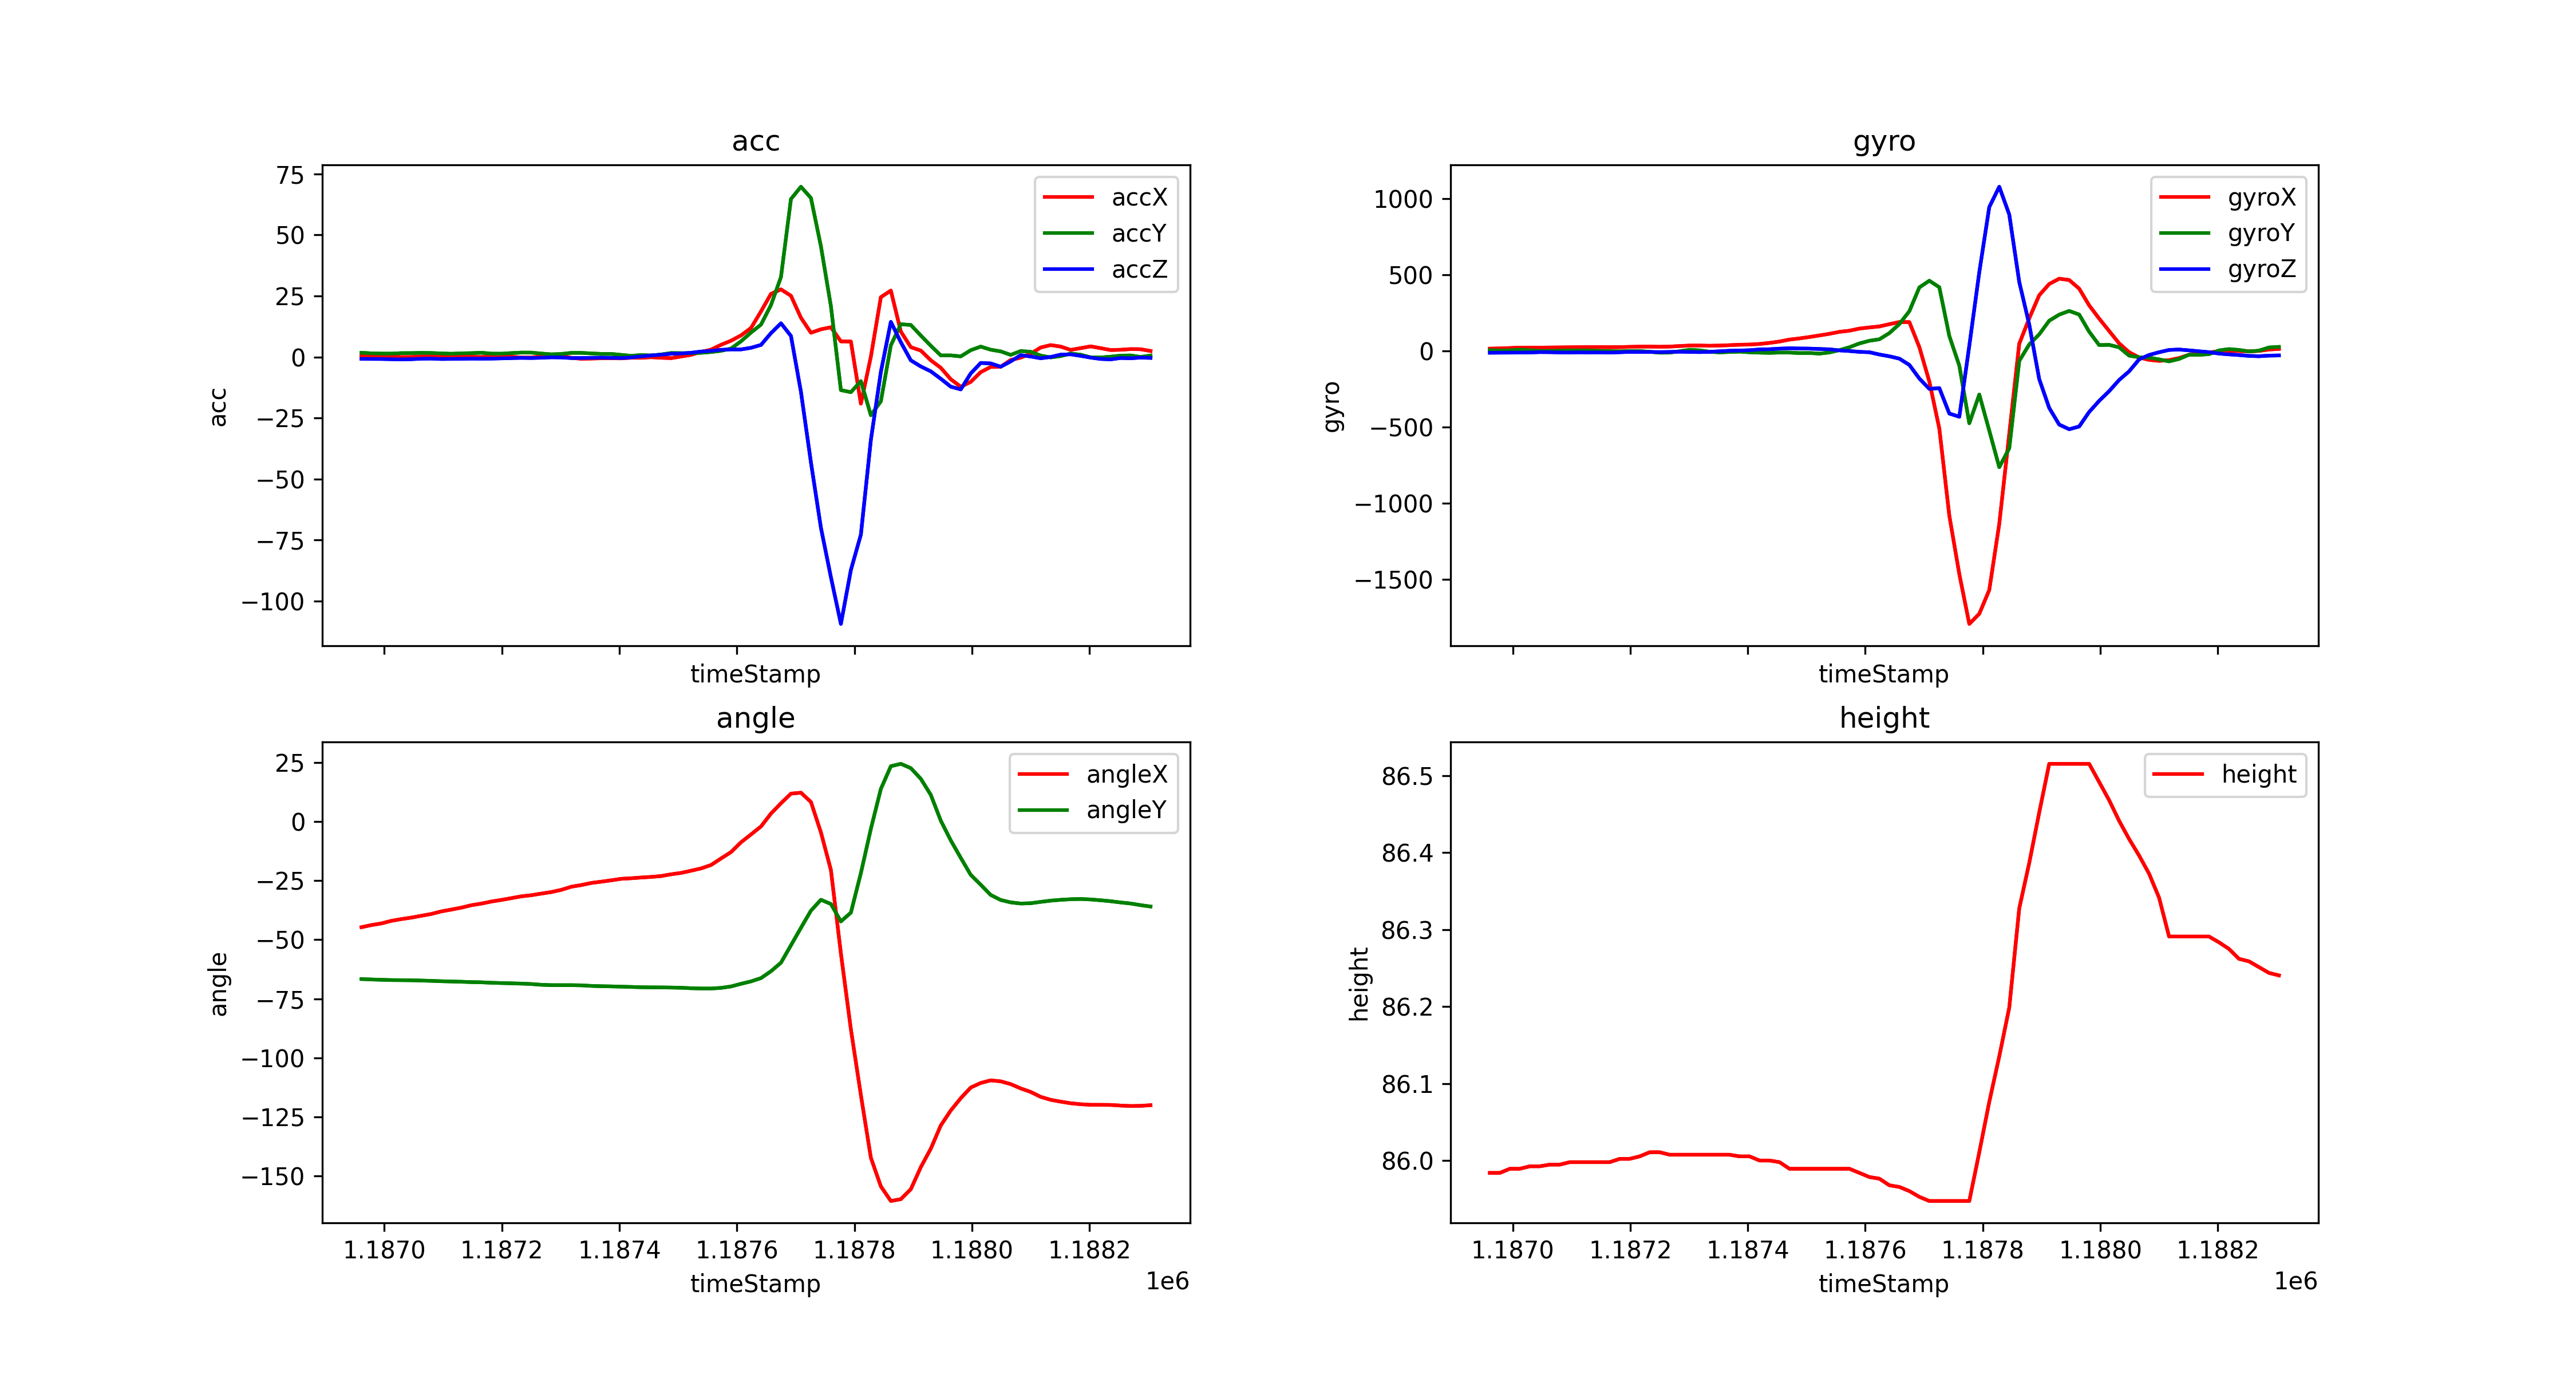 acc
75
50
25
0
−25
−50
−75
−100
acc
timeStamp
accX
accY
accZ
gyro
1000
500
0
−500
−1000
−1500
gyro
timeStamp
gyroX
gyroY
gyroZ
angle
25
0
−25
−50
−75
−100
−125
−150
angle
angleX
angleY
1.1870 1.1872 1.1874 1.1876 1.1878 1.1880 1.1882
timeStamp
1e6
height
86.5
86.4
86.3
86.2
86.1
86.0
height
height
1.1870 1.1872 1.1874 1.1876 1.1878 1.1880 1.1882
timeStamp
1e6